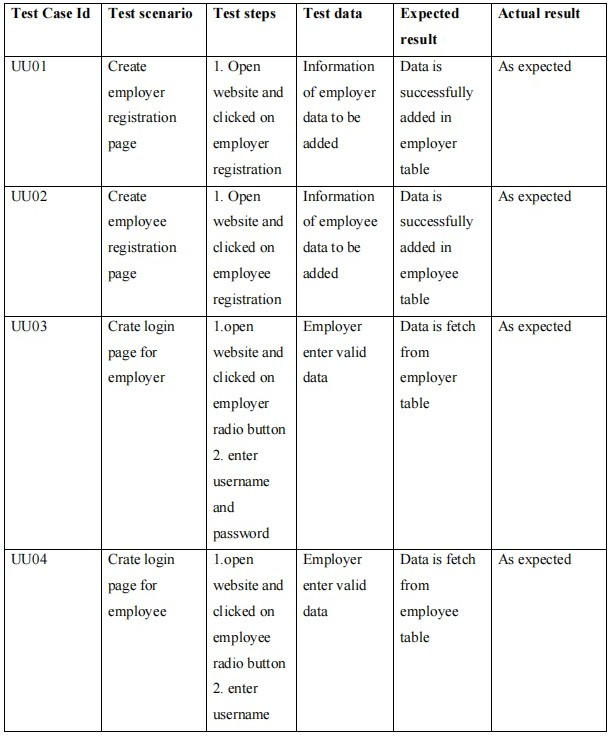 Test Case Id Test scenario Test steps Test data Expected result Actual result
UU01
Create
employer
registration
page
1. Open
website and
clicked on
employer
registration
Information
of employer
data to be
added
Data is
successfully
added in
employer
table
As expected
UU02
Create
employee
registration
page
1. Open
website and
clicked on
employee
registration
Information
of employee
data to be
added
Data is
successfully
added in
employee
table
As expected
UU03
Crate login
page for
employer
1.open
website and
clicked on
employer
radio button
2. enter
username
and
password
Employer
enter valid
data
Data is fetch
from
employer
table
As expected
UU04
Crate login
page for
employee
1.open
website and
clicked on
employee
radio button
2. enter
username
Employer
enter valid
data
Data is fetch
from
employee
table
As expected